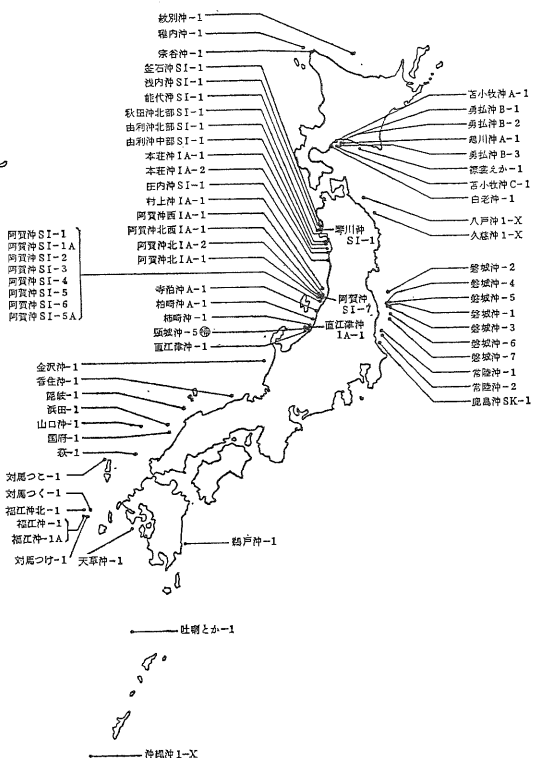 紋別沖-1
稚内沖-1
宗谷沖-1
釜石沖SI-1
浅内沖SI-1
能代沖SI-1
秋田沖北部SI-1
由利沖北部SI-1
由利沖中部SI-1
本荘沖IA-1
本荘沖IA-2
庄内沖SI-1
村上沖IA-1
阿賀沖西IA-1
阿賀沖北西IA-1
阿賀沖北IA-2
阿賀沖北IA-1
阿賀沖SI-1
阿賀沖SI-1A
阿賀沖SI-2
阿賀沖SI-3
阿賀沖SI-4
阿賀沖SI-5
阿賀沖SI-6
阿賀沖SI-5A
寺泊沖A-1
柏崎沖A-1
柿崎沖-1
頸城沖-5
直江津沖-1
金沢沖-1
香住沖-1
隠岐-1
浜田-1
山口沖-1
国府-1
萩-1
対馬つこ-1
対馬つく-1
福江沖北-1
福江沖-1
福江沖-1A
対馬つけ-1
天草沖-1
苫小牧沖A-1
勇払沖B-1
勇払沖B-2
鵡川沖A-1
勇払沖B-3
襟裳えか-1
苫小牧沖C-1
白老沖-1
八戸沖1-X
久慈沖1-X
琴川沖
SI-1
阿賀沖
SI-7
直江津沖
IA-1
磐城沖-2
磐城沖-4
磐城沖-5
磐城沖-1
磐城沖-3
磐城沖-6
磐城沖-7
常陸沖-1
常陸沖-2
鹿島沖SK-1
鵜戸沖-1
吐噶とか-1
沖縄沖1-X